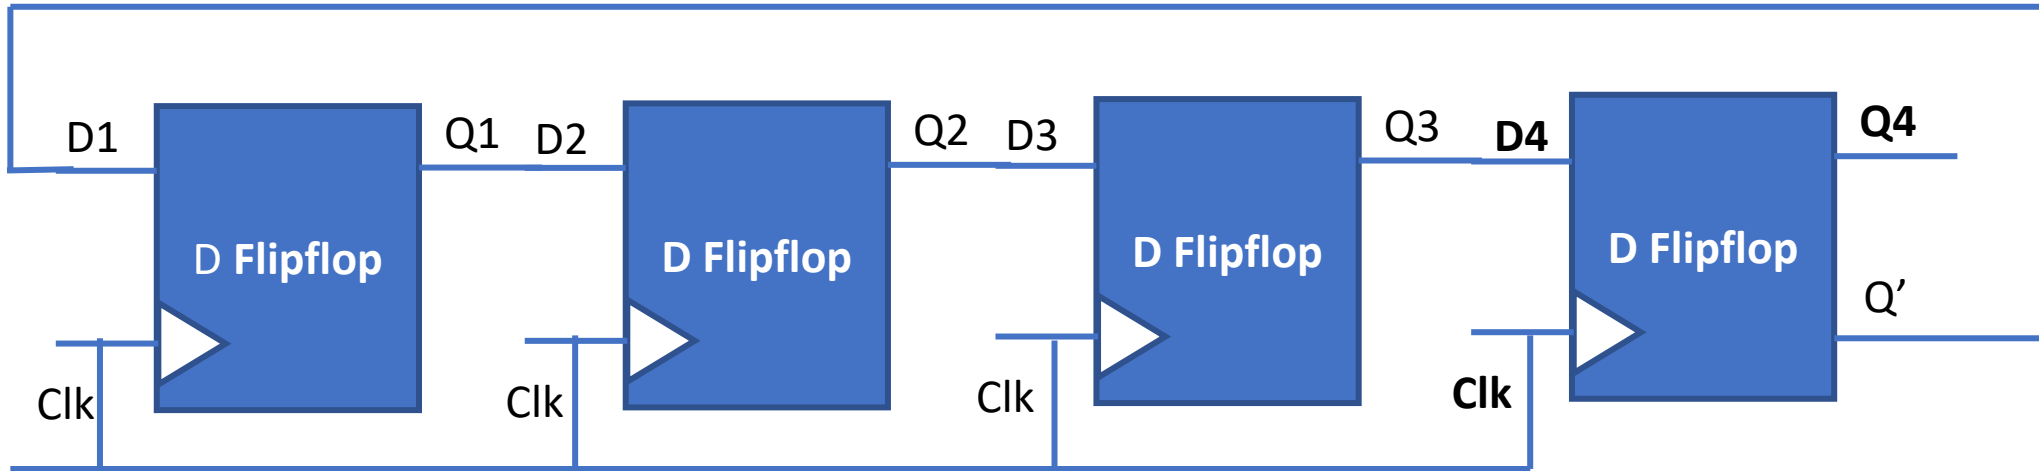 D1
Q1
D2
Q2
D3
Q3
D4
Q4
D Flipflop
D Flipflop
D Flipflop
D Flipflop
Q’
Clk
Clk
Clk
Clk